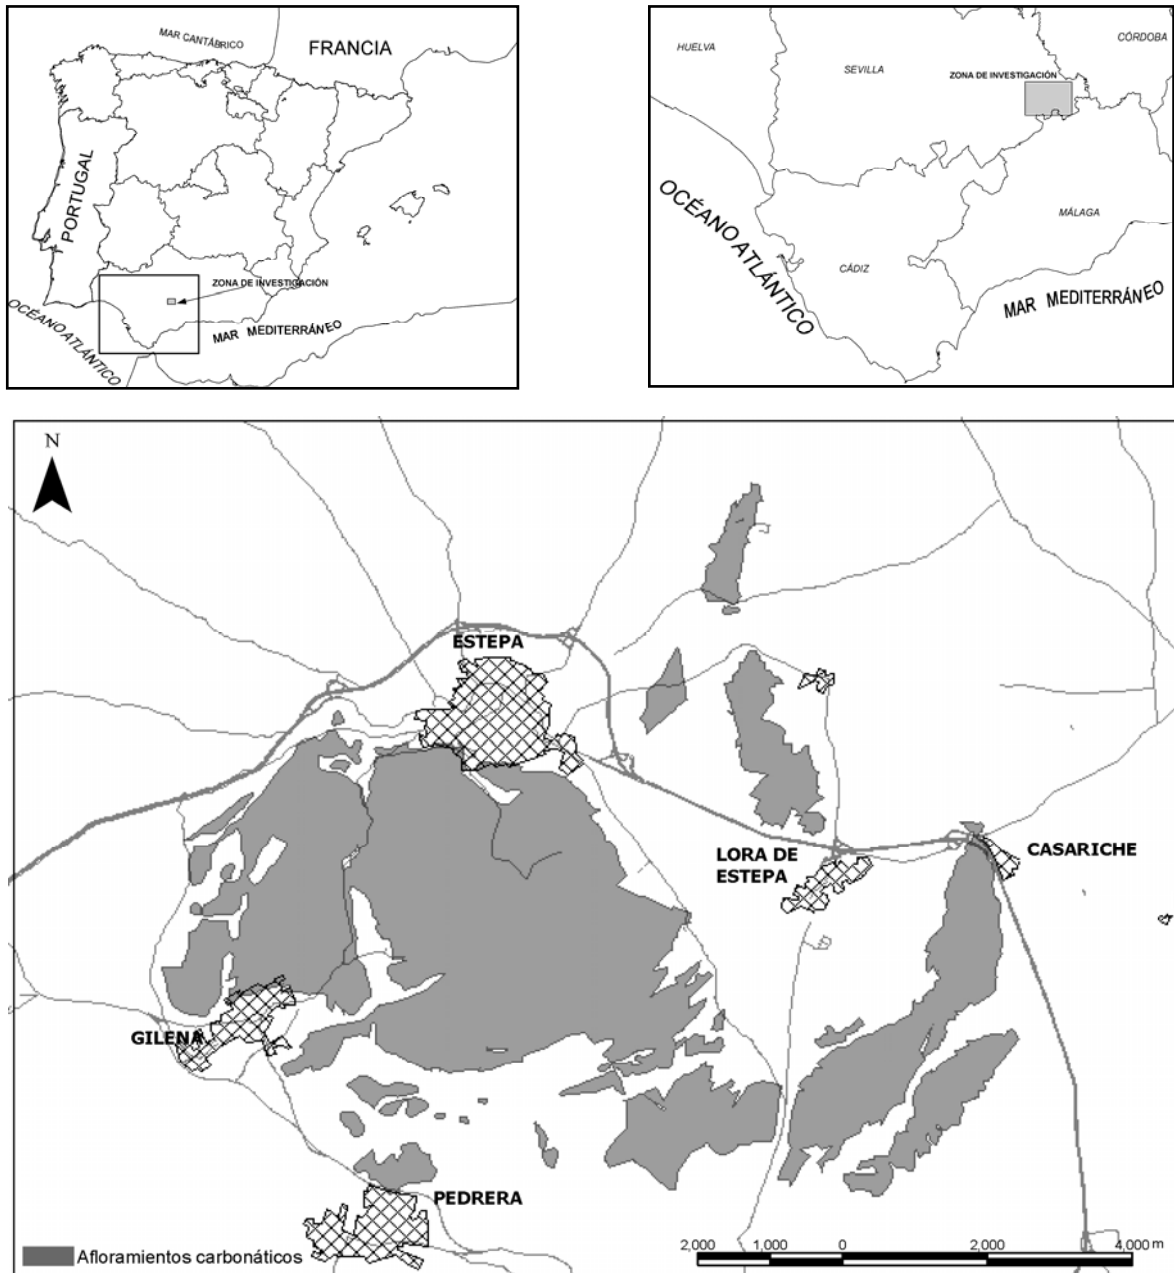 MAR CANTÁBRICO
FRANCIA
PORTUGAL
ZONA DE INVESTIGACIÓN
OCÉANO ATLÁNTICO
MAR MEDITERRÁNEO
HUELVA
CÓRDOBA
SEVILLA
ZONA DE INVESTIGACIÓN
OCÉANO ATLÁNTICO
MÁLAGA
CÁDIZ
MAR MEDITERRÁNEO
N
ESTEPA
LORA DE
ESTEPA
CASARICHE
GILENA
PEDRERA
Afloramientos carbonáticos
2,000 1,000 0 2,000 4,000 m